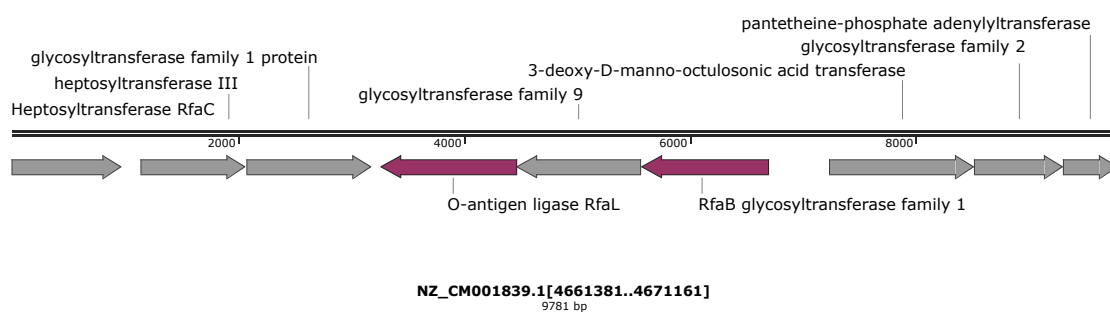 pantetheine-phosphate adenylyltransferase
glycosyltransferase family 1 protein
glycosyltransferase family 2
heptosyltransferase III
3-deoxy-D-manno-octulosonic acid transferase
Heptosyltransferase RfaC
glycosyltransferase family 9
2000
4000
6000
8000
O-antigen ligase RfaL
RfaB glycosyltransferase family 1
NZ_CM001839.1[4661381..4671161]
9781 bp